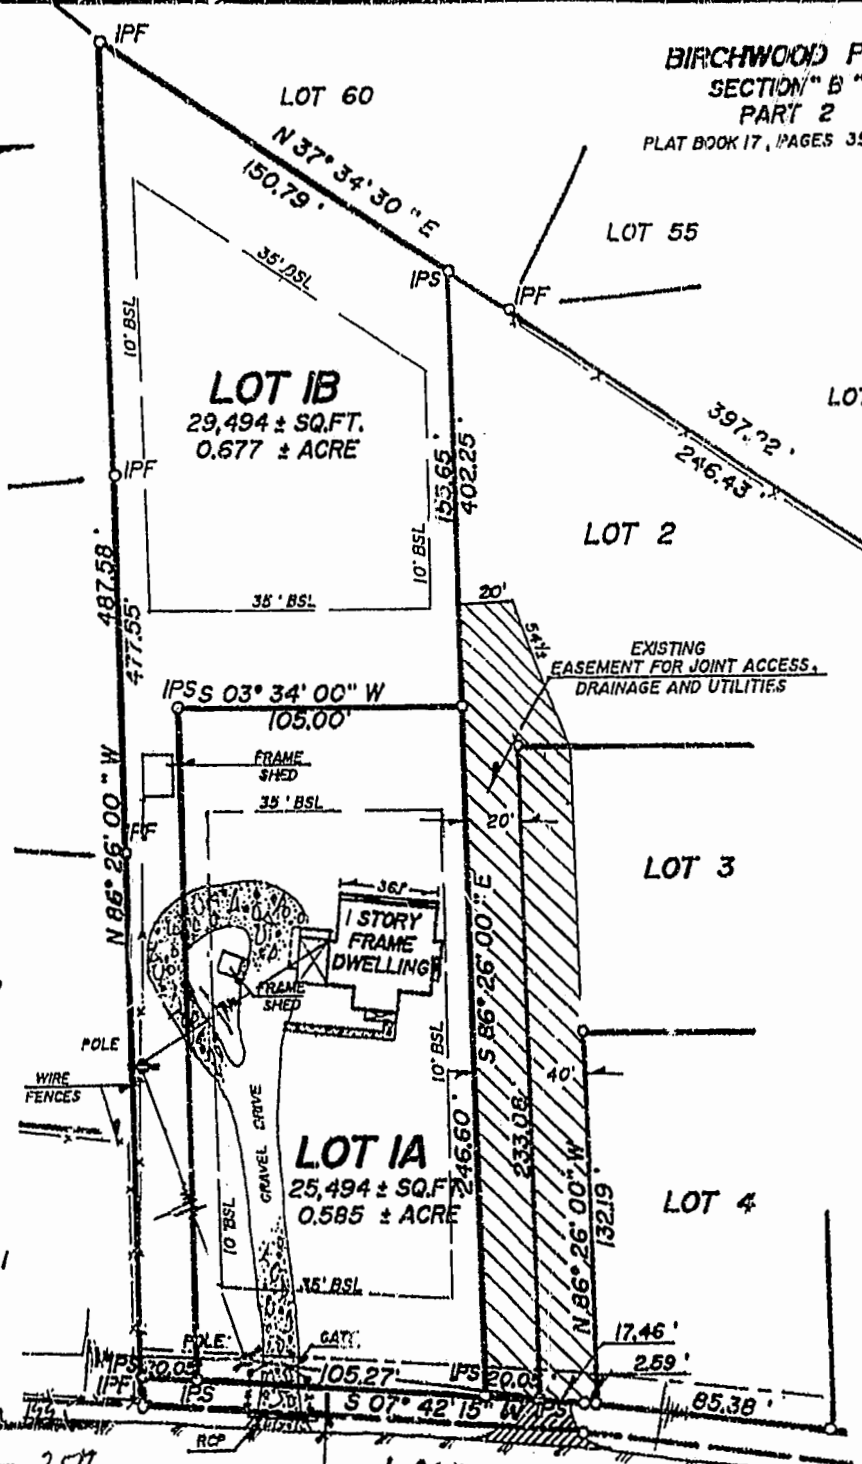 IPF
BIRCHWOOD P
SECTION "B"
PART 2
PLAT BOOK 17, PAGES 35
LOT 60
N 37° 34' 30" E
150.79'
LOT 55
IPS
IPF
35' BSL
10' BSL
LOT 1B
29,494 ± SQ.FT.
0.677 ± ACRE
LOT
246.43'
155.65'
402.25'
IPF
LOT 2
10' BSL
487.58'
477.55'
35' BSL
20'
54'±
EXISTING
EASEMENT FOR JOINT ACCESS,
DRAINAGE AND UTILITIES
IPS
S 03° 34' 00" W
105.00'
FRAME
SHED
35' BSL
20'
N 86° 26' 00" W
IPF
LOT 3
1 STORY
FRAME
DWELLING
S 86° 26' 00" E
FRAME
SHED
POLE
10' BSL
40'
WIRE
FENCES
GRAVEL DRIVE
246.60'
233.08'
LOT 1A
25,494 ± SQ.FT.
0.585 ± ACRE
N 86° 26' 00" W
132.19'
LOT 4
10' BSL
35' BSL
17.46'
2.59'
POLE
GATE
IPS
IPF
20.05'
IPS
105.27'
IPS
20.05'
S 07° 42' 15" W
IPS
85.38'
RCP